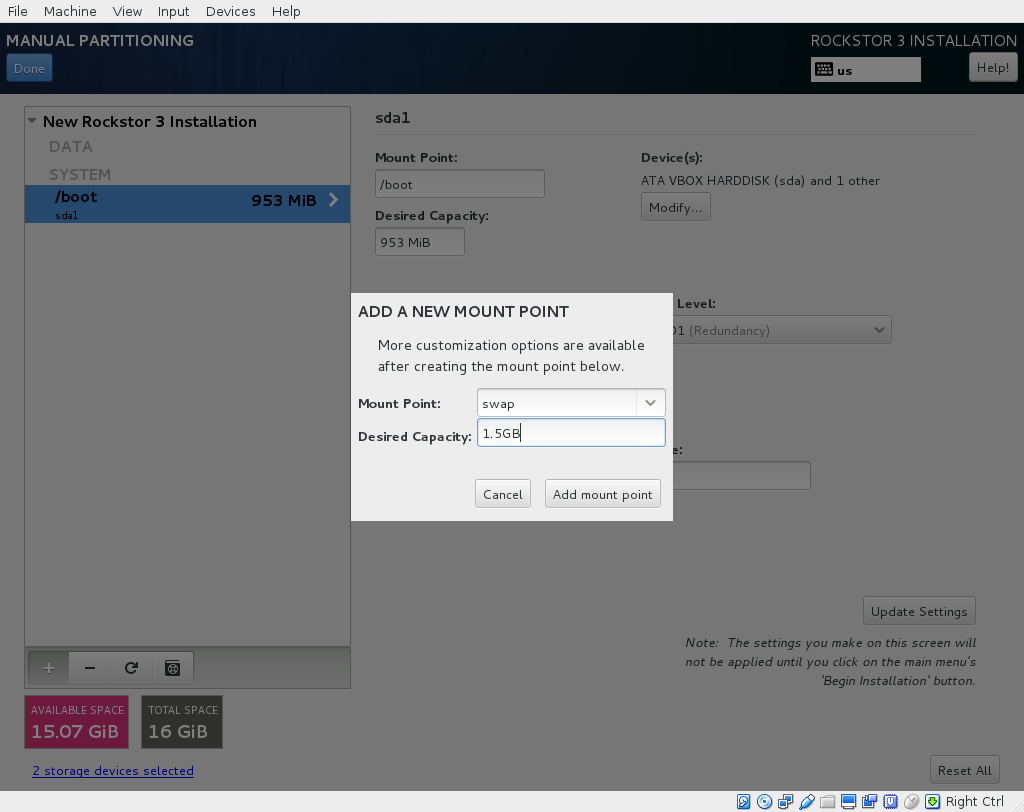 File Machine View Input Devices Help
MANUAL PARTITIONING
ROCKSTOR 3 INSTALLATION
Done
us
Help!
New Rockstor 3 Installation
DATA
SYSTEM
/boot
953 MiB
sda1
sda1
Mount Point:
/boot
Desired Capacity:
953 MiB
Device(s):
ATA VBOX HARDDISK (sda) and 1 other
Modify...
Level:
(Redundancy)
ADD A NEW MOUNT POINT
More customization options are available
after creating the mount point below.
Mount Point: swap
Desired Capacity: 1.5GB
Cancel Add mount point
Update Settings
Note: The settings you make on this screen will
not be applied until you click on the main menu's
'Begin Installation' button.
AVAILABLE SPACE
15.07 GiB
TOTAL SPACE
16 GiB
2 storage devices selected
Reset All
Right Ctrl